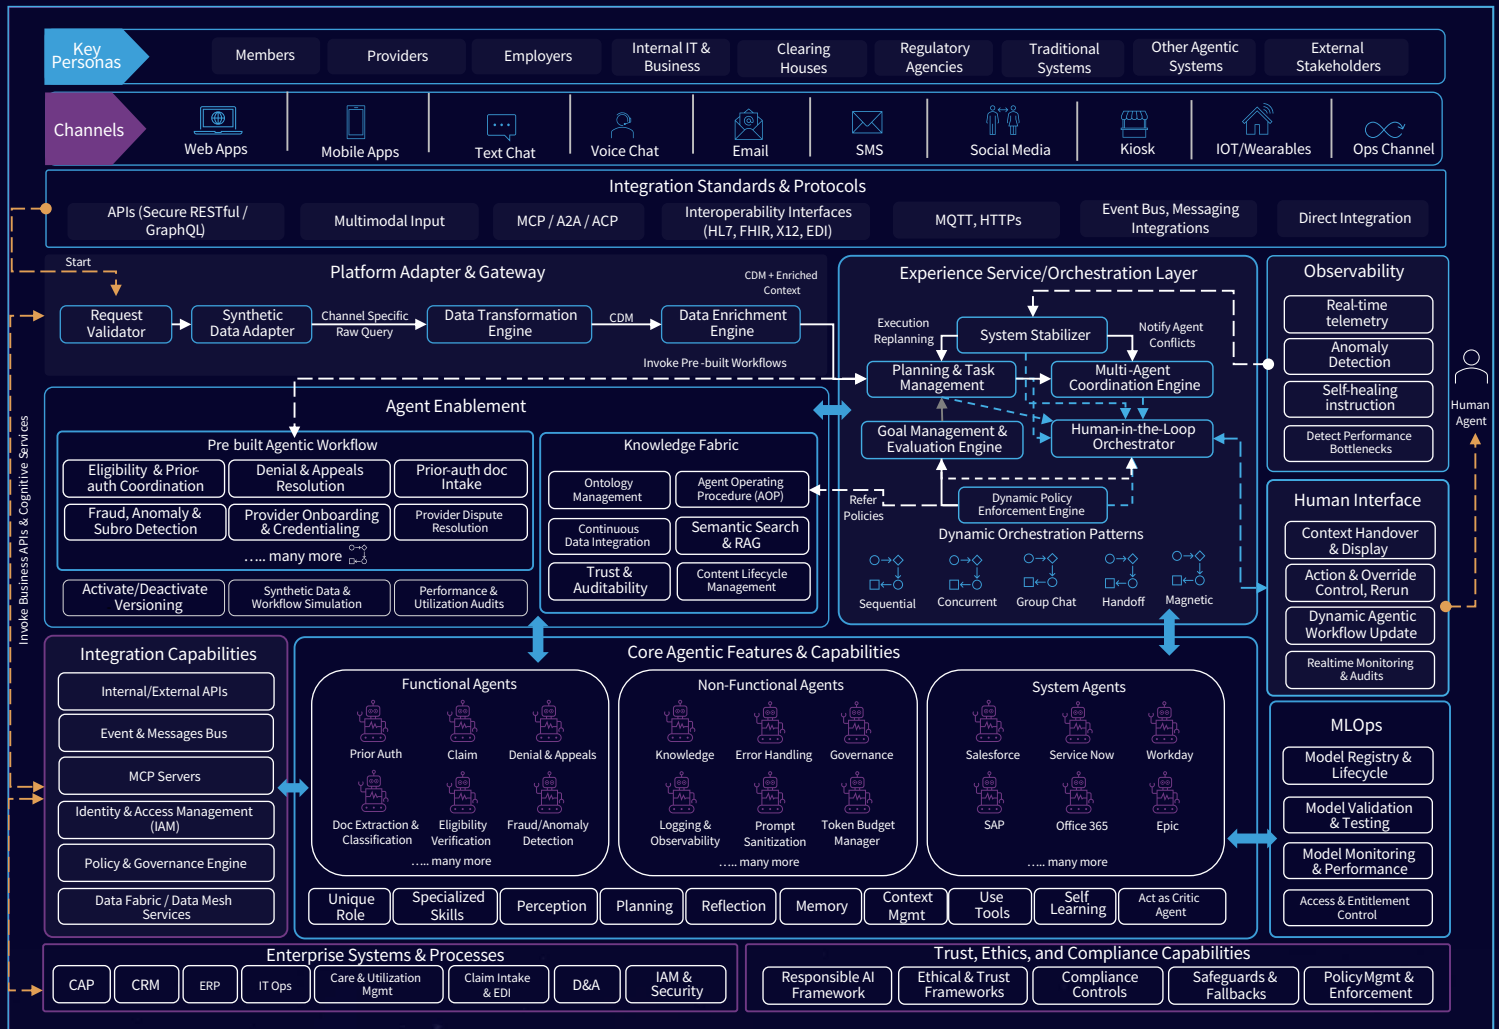 Key
Personas
Members
Providers
Employers
Internal IT &
Business
Clearing
Houses
Regulatory
Agencies
Traditional
Systems
Other Agentic
Systems
External
Stakeholders
Channels
Web Apps
Mobile Apps
Text Chat
Voice Chat
Email
SMS
Social Media
Kiosk
IOT/Wearables
Ops Channel
Integration Standards & Protocols
APIs (Secure RESTful /
GraphQL)
Multimodal Input
MCP / A2A / ACP
Interoperability Interfaces
(HL7, FHIR, X12, EDI)
MQTT, HTTPs
Event Bus, Messaging
Integrations
Direct Integration
Start
Platform Adapter & Gateway
CDM + Enriched
Context
Request
Validator
Synthetic
Data Adapter
Channel Specific
Raw Query
Data Transformation
Engine
CDM
Data Enrichment
Engine
Invoke Pre -built Workflows
Experience Service/Orchestration Layer
Execution
Replanning
System Stabilizer
Notify Agent
Conflicts
Planning & Task
Management
Multi-Agent
Coordination Engine
Goal Management &
Evaluation Engine
Human-in-the-Loop
Orchestrator
Refer
Policies
Dynamic Policy
Enforcement Engine
Dynamic Orchestration Patterns
Sequential
Concurrent
Group Chat
Handoff
Magnetic
Observability
Real-time
telemetry
Anomaly
Detection
Self-healing
instruction
Detect Performance
Bottlenecks
Human
Agent
Human Interface
Context Handover
& Display
Action & Override
Control, Rerun
Dynamic Agentic
Workflow Update
Realtime Monitoring
& Audits
Invoke Business APIs & Cognitive Services
Agent Enablement
Pre built Agentic Workflow
Eligibility & Prior-
auth Coordination
Denial & Appeals
Resolution
Prior-auth doc
Intake
Fraud, Anomaly &
Subro Detection
Provider Onboarding
& Credentialing
Provider Dispute
Resolution
..... many more
Activate/Deactivate
Versioning
Synthetic Data &
Workflow Simulation
Performance &
Utilization Audits
Knowledge Fabric
Ontology
Management
Agent Operating
Procedure (AOP)
Continuous
Data Integration
Semantic Search
& RAG
Trust &
Auditability
Content Lifecycle
Management
Integration Capabilities
Internal/External APIs
Event & Messages Bus
MCP Servers
Identity & Access Management
(IAM)
Policy & Governance Engine
Data Fabric / Data Mesh
Services
Core Agentic Features & Capabilities
Functional Agents
Prior Auth
Claim
Denial & Appeals
Doc Extraction &
Classification
Eligibility
Verification
Fraud/Anomaly
Detection
..... many more
Non-Functional Agents
Knowledge
Error Handling
Governance
Logging &
Observability
Prompt
Sanitization
Token Budget
Manager
..... many more
System Agents
Salesforce
Service Now
Workday
SAP
Office 365
Epic
..... many more
Unique
Role
Specialized
Skills
Perception
Planning
Reflection
Memory
Context
Mgmt
Use
Tools
Self
Learning
Act as Critic
Agent
MLOps
Model Registry &
Lifecycle
Model Validation
& Testing
Model Monitoring
& Performance
Access & Entitlement
Control
Enterprise Systems & Processes
CAP
CRM
ERP
IT Ops
Care & Utilization
Mgmt
Claim Intake
& EDI
D&A
IAM &
Security
Trust, Ethics, and Compliance Capabilities
Responsible AI
Framework
Ethical & Trust
Frameworks
Compliance
Controls
Safeguards &
Fallbacks
Policy Mgmt &
Enforcement